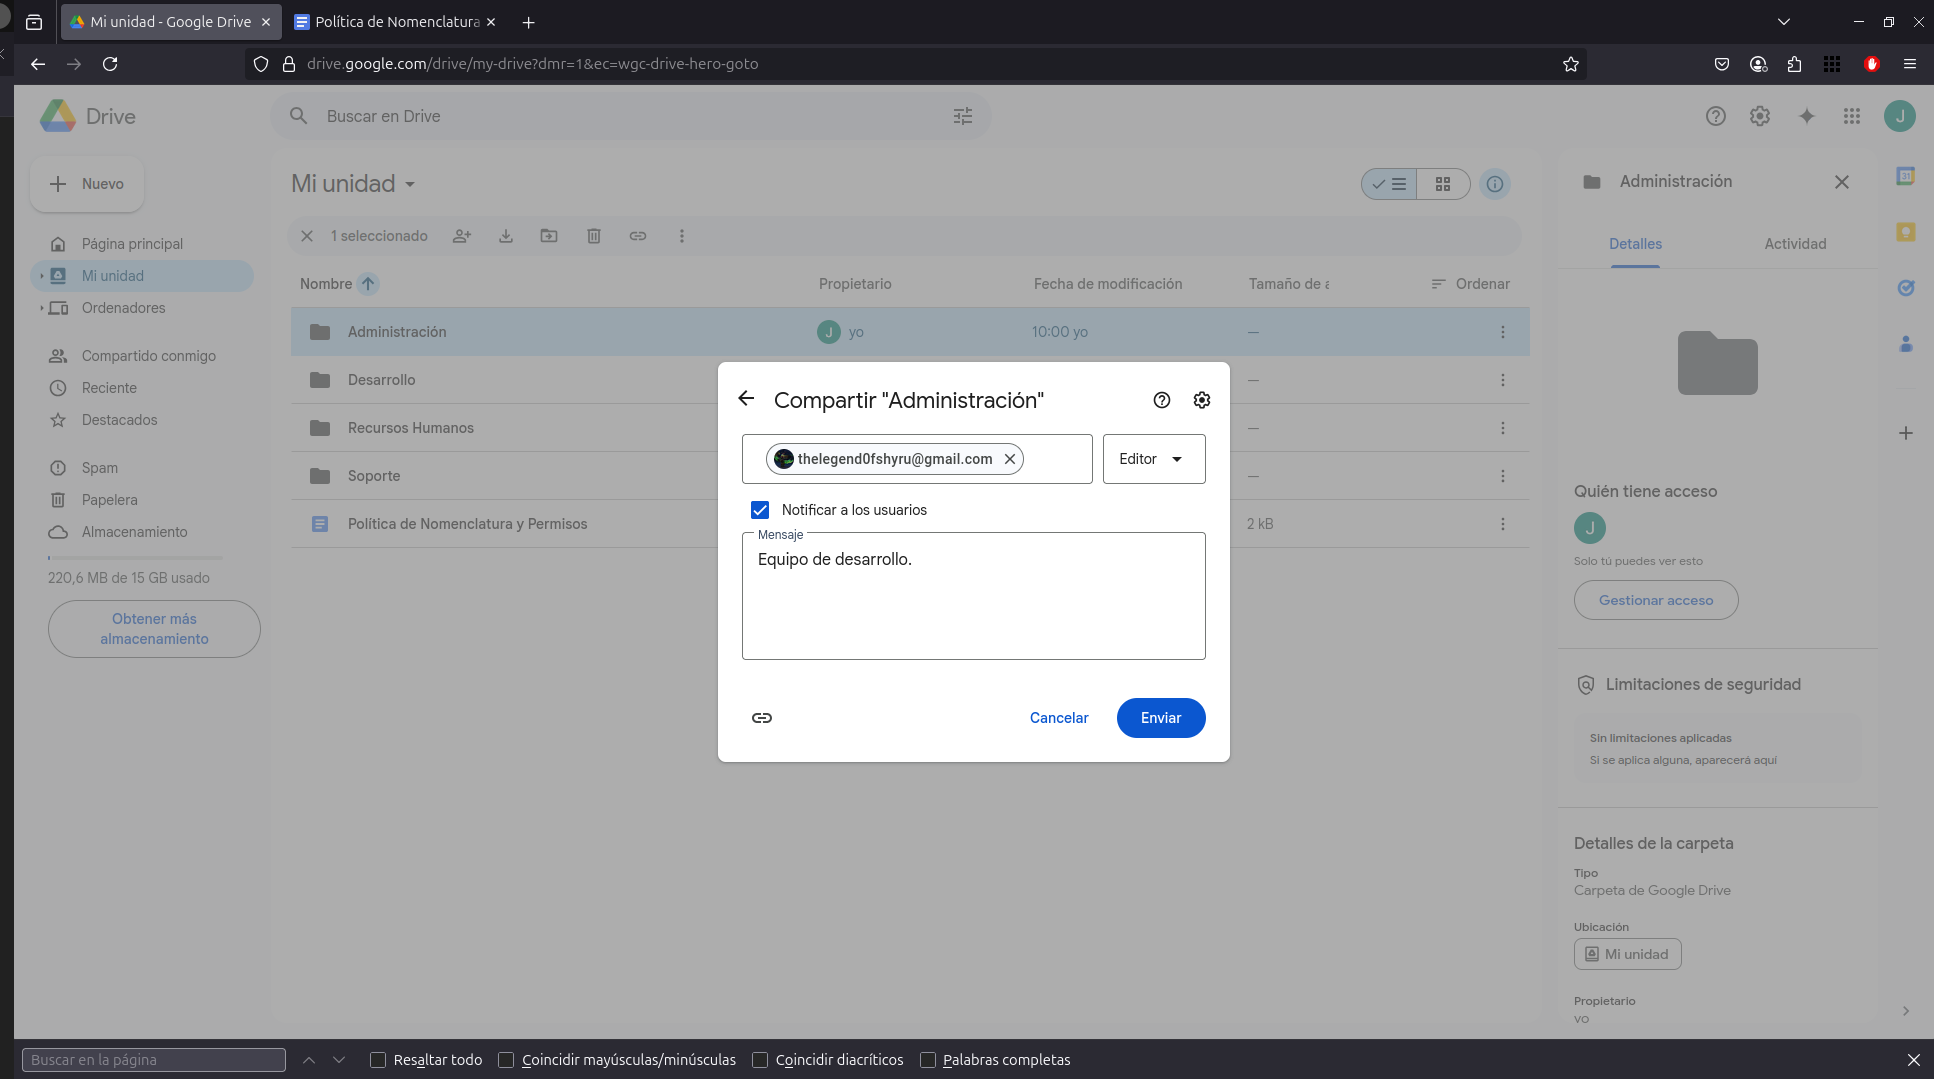 Mi unidad - Google Drive
Política de Nomenclatura
drive.google.com/drive/my-drive?dmr=1&ec=wgc-drive-hero-goto
Drive
Buscar en Drive
J
Nuevo
Mi unidad
Administración
1 seleccionado
Detalles
Actividad
Página principal
Mi unidad
Ordenadores
Compartido conmigo
Reciente
Destacados
Spam
Papelera
Almacenamiento
220,6 MB de 15 GB usado
Obtener más
almacenamiento
Nombre
Propietario
Fecha de modificación
Tamaño de a
Ordenar
Administración
J
yo
10:00 yo
—
Desarrollo
—
Recursos Humanos
—
Soporte
—
Política de Nomenclatura y Permisos
2 kB
Compartir "Administración"
thelegend0fshyru@gmail.com
Editor
Notificar a los usuarios
Mensaje
Equipo de desarrollo.
Cancelar
Enviar
Quién tiene acceso
J
Solo tú puedes ver esto
Gestionar acceso
Limitaciones de seguridad
Sin limitaciones aplicadas
Si se aplica alguna, aparecerá aquí
Detalles de la carpeta
Tipo
Carpeta de Google Drive
Ubicación
Mi unidad
Propietario
yo
31
Buscar en la página
Resaltar todo
Coincidir mayúsculas/minúsculas
Coincidir diacríticos
Palabras completas